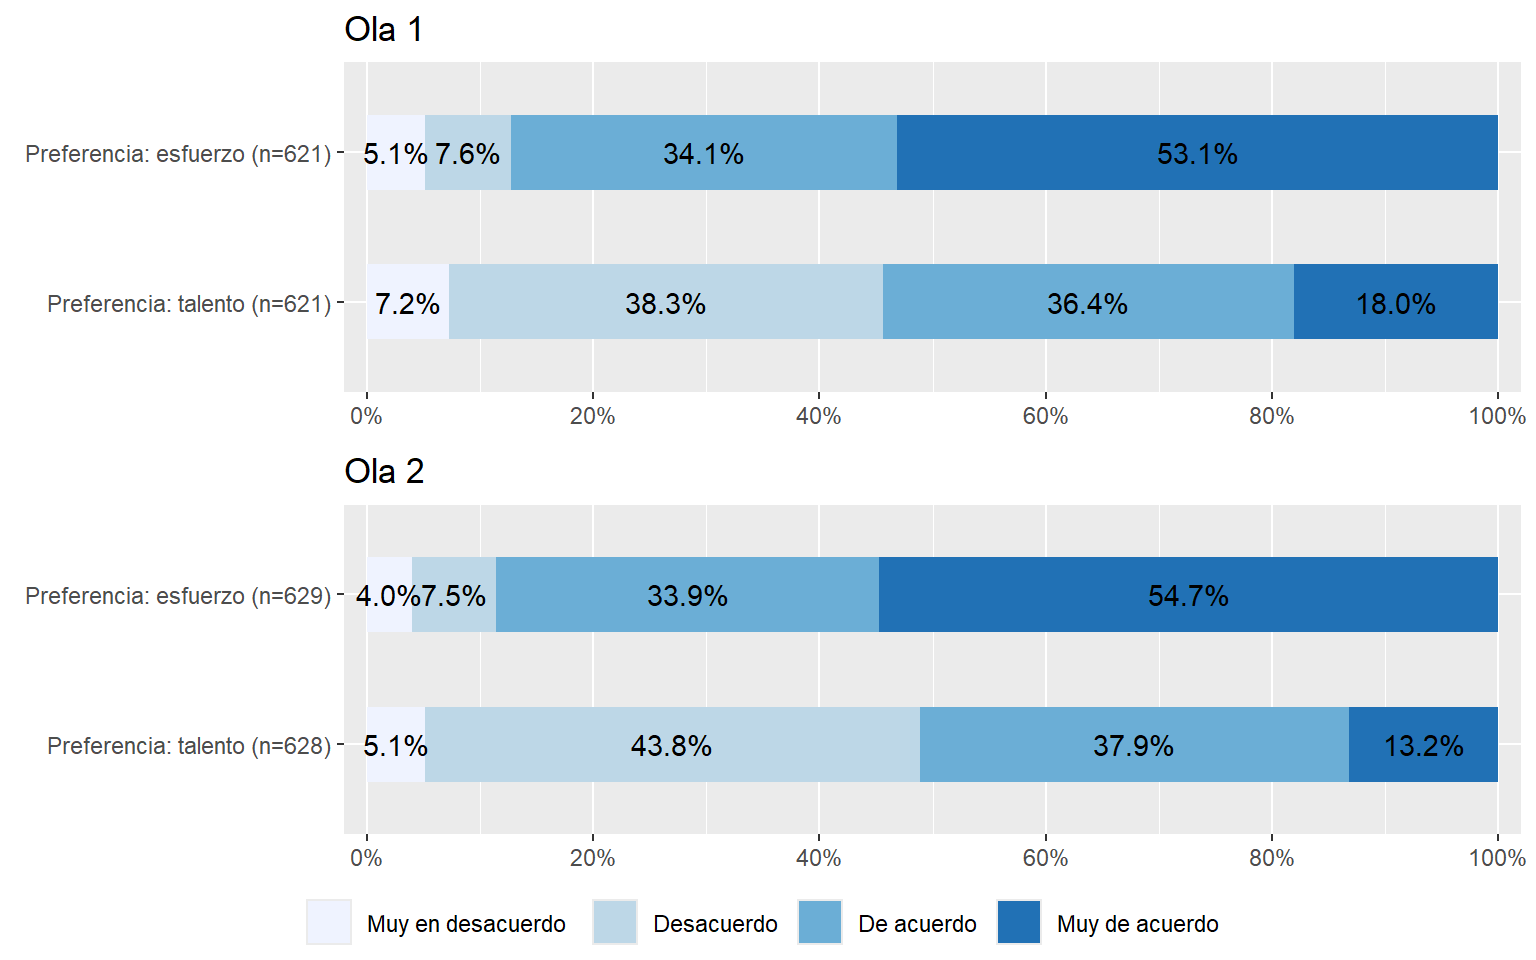 Ola 1
Preferencia: esfuerzo (n=621) 5.1% 7.6% 34.1% 53.1%
Preferencia: talento (n=621) 7.2% 38.3% 36.4% 18.0%
0% 20% 40% 60% 80% 100%
Ola 2
Preferencia: esfuerzo (n=629) 4.0% 7.5% 33.9% 54.7%
Preferencia: talento (n=628) 5.1% 43.8% 37.9% 13.2%
0% 20% 40% 60% 80% 100%
Muy en desacuerdo Desacuerdo De acuerdo Muy de acuerdo